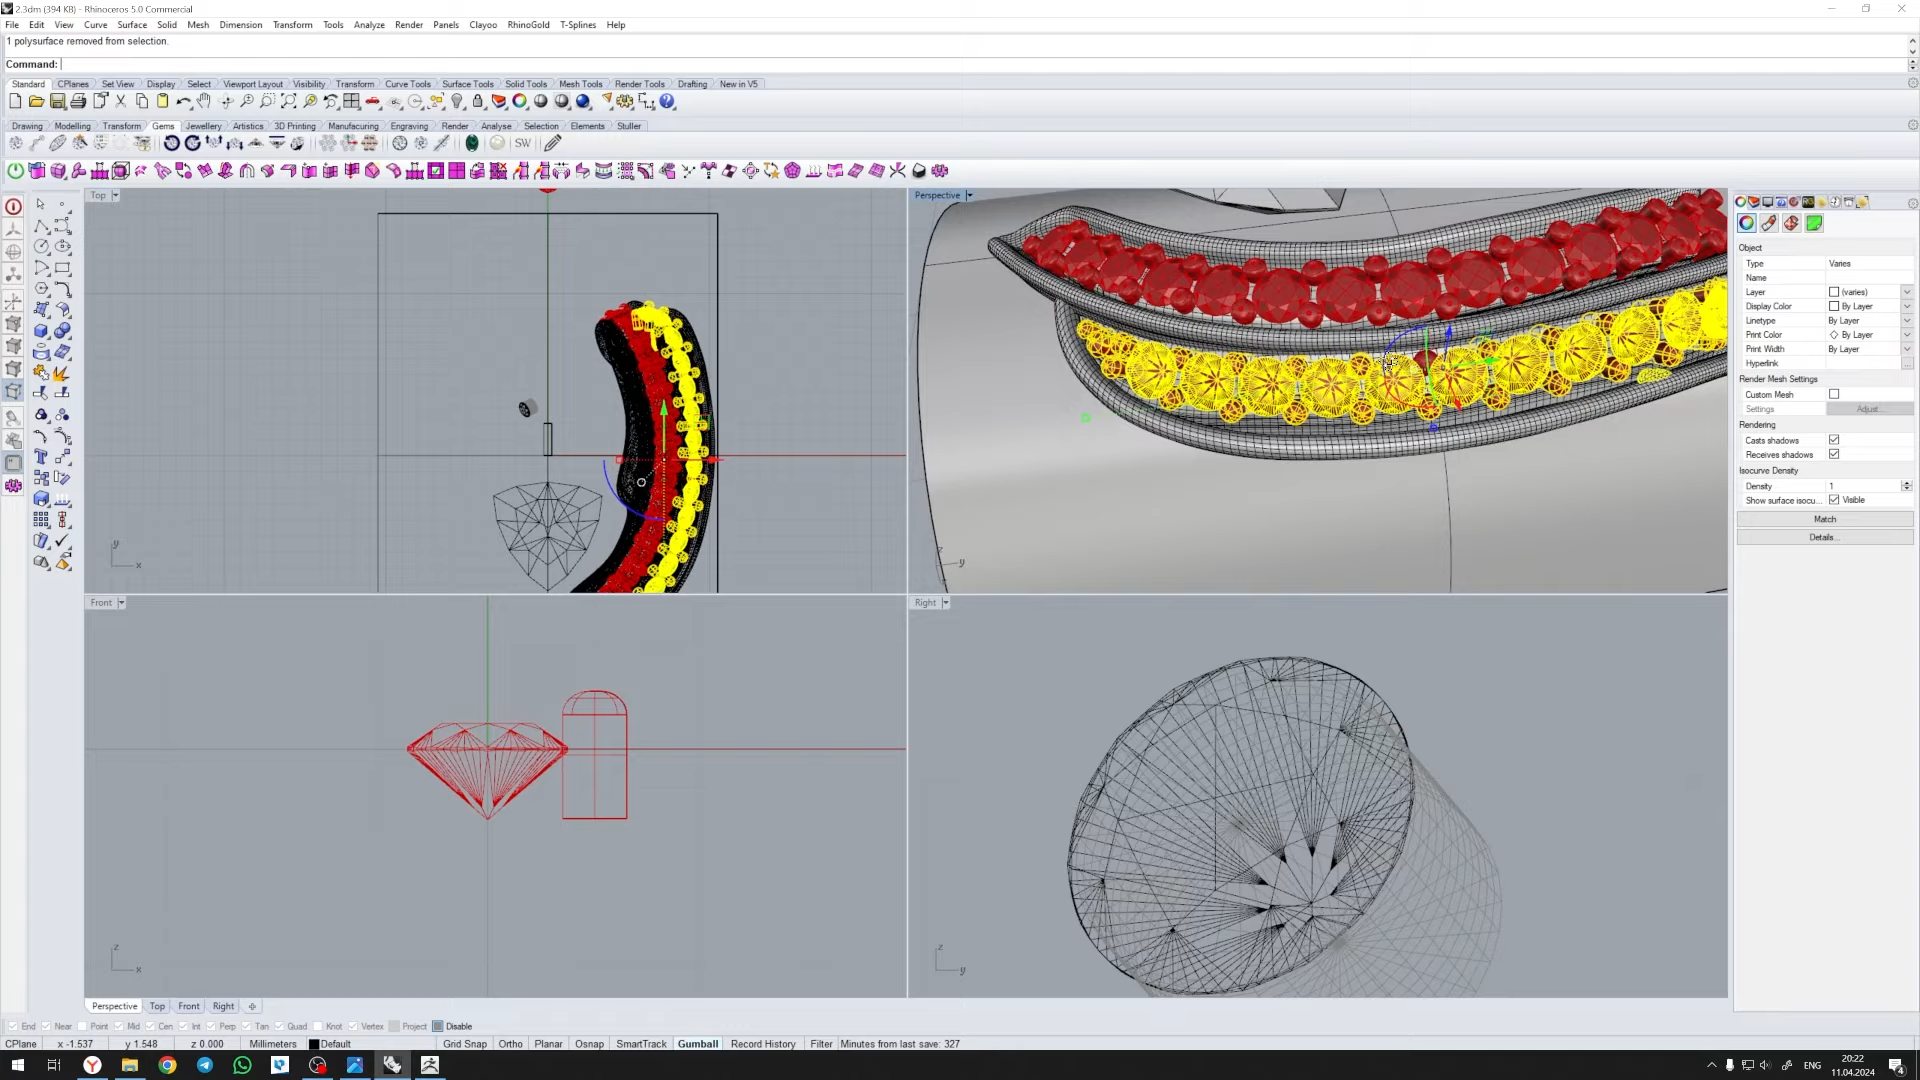 2.3dm (394 KB) - Rhinoceros 5.0 Commercial
File Edit View Curve Surface Solid Mesh Dimension Transform Tools Analyze Render Panels Clayoo RhinoGold T-Splines Help
1 polysurface removed from selection.
Command:
Standard CPlanes Set View Display Select Viewport Layout Visibility Transform Curve Tools Surface Tools Solid Tools Mesh Tools Render Tools Drafting New in V5
Drawing Modelling Transform Gems Jewellery Artistics 3D Printing Manufacuring Engraving Render Analyse Selection Elements Stuller
SW
Top
Perspective
y
x
y
Front
Right
z
x
z
y
Object
Type Varies
Name
Layer (varies)
Display Color By Layer
Linetype By Layer
Print Color By Layer
Print Width By Layer
Hyperlink
Render Mesh Settings
Custom Mesh
Settings Adjust...
Rendering
Casts shadows
Receives shadows
Isocurve Density
Density 1
Show surface isocu... Visible
Match
Details...
Perspective Top Front Right
End Near Point Mid Cen Int Perp Tan Quad Knot Vertex Project Disable
CPlane x -1.537 y 1.548 z 0.000 Millimeters Default Grid Snap Ortho Planar Osnap SmartTrack Gumball Record History Filter Minutes from last save: 327
ENG
20:22
11.04.2024
4